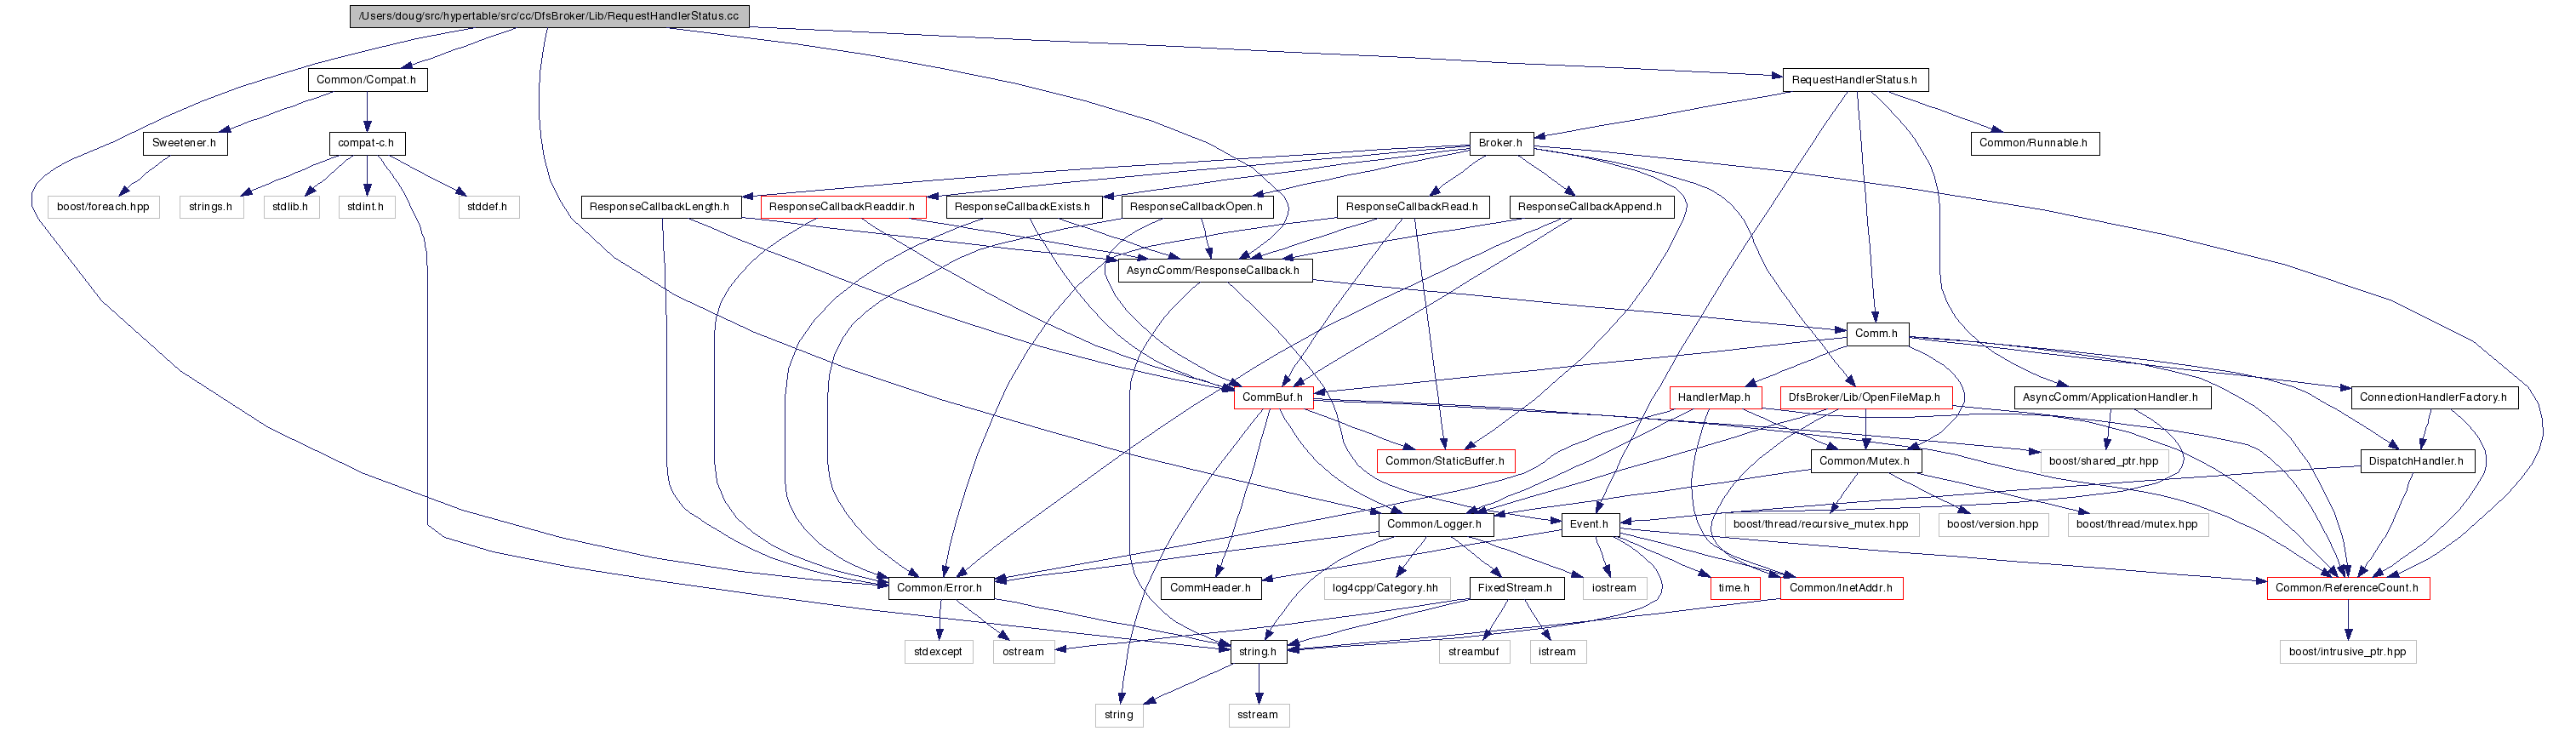 /Users/doug/src/hypertable/src/cc/DfsBroker/Lib/RequestHandlerStatus.cc
Common/Compat.h
RequestHandlerStatus.h
Sweetener.h
compat-c.h
Broker.h
Common/Runnable.h
boost/foreach.hpp
strings.h
stdlib.h
stdint.h
stddef.h
ResponseCallbackLength.h
ResponseCallbackReaddir.h
ResponseCallbackExists.h
ResponseCallbackOpen.h
ResponseCallbackRead.h
ResponseCallbackAppend.h
AsyncComm/ResponseCallback.h
Comm.h
CommBuf.h
HandlerMap.h
DfsBroker/Lib/OpenFileMap.h
AsyncComm/ApplicationHandler.h
ConnectionHandlerFactory.h
Common/StaticBuffer.h
Common/Mutex.h
boost/shared_ptr.hpp
DispatchHandler.h
Common/Logger.h
Event.h
boost/thread/recursive_mutex.hpp
boost/version.hpp
boost/thread/mutex.hpp
Common/Error.h
CommHeader.h
log4cpp/Category.hh
FixedStream.h
iostream
time.h
Common/InetAddr.h
Common/ReferenceCount.h
stdexcept
ostream
string.h
streambuf
istream
boost/intrusive_ptr.hpp
string
sstream